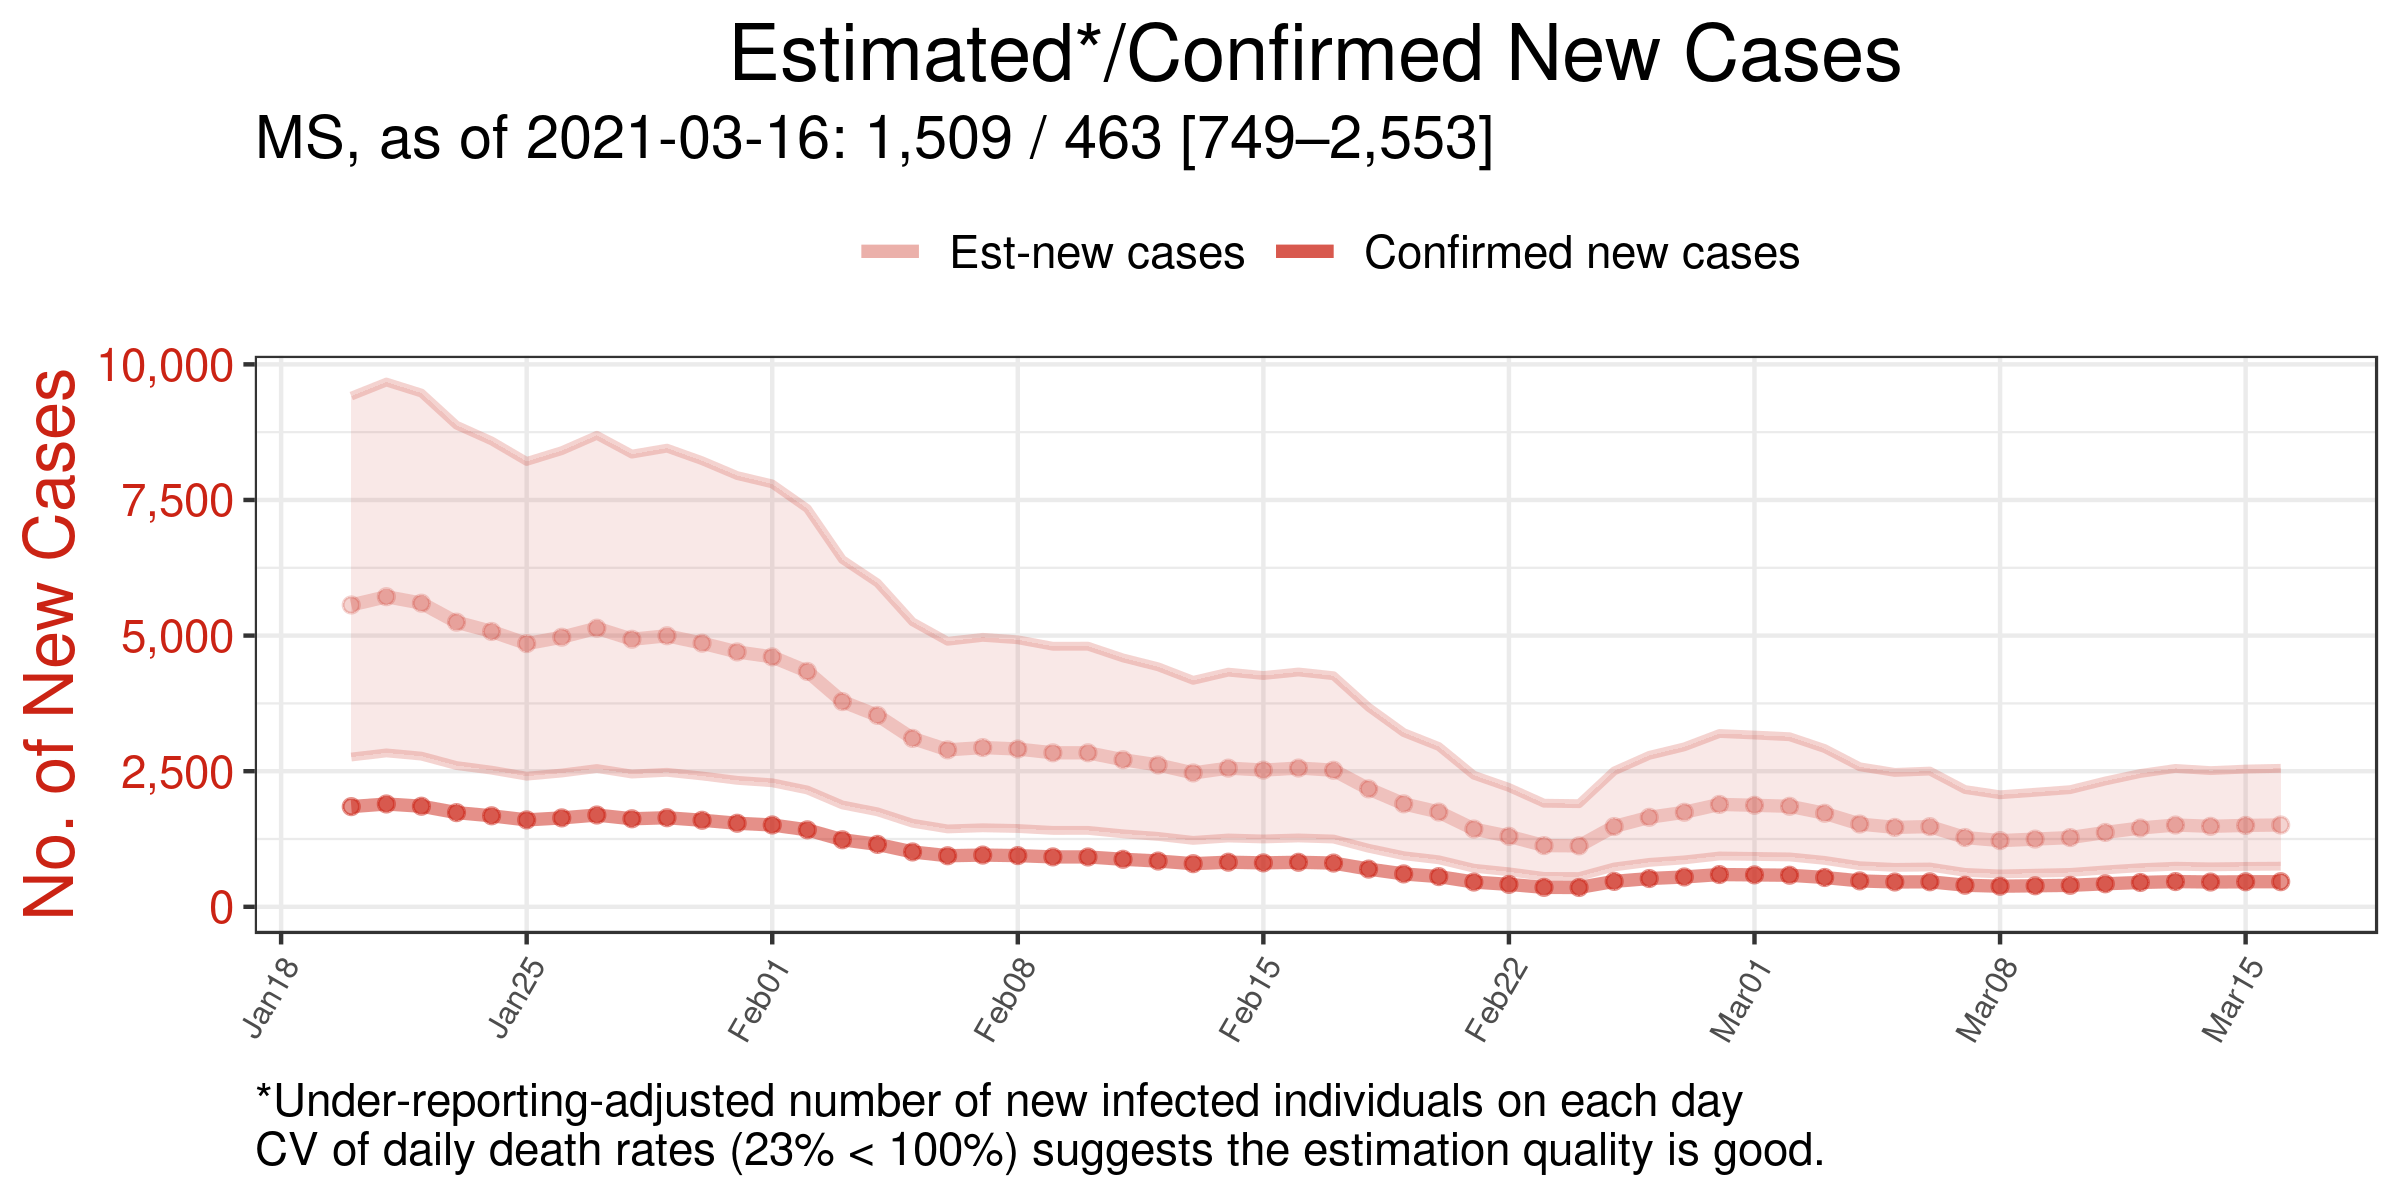 Estimated*/Confirmed New Cases
MS, as of 2021-03-16: 1,509 / 463 [749–2,553]
Est-new cases
Confirmed new cases
No. of New Cases
10,000
7,500
5,000
2,500
0
Jan18
Jan25
Feb01
Feb08
Feb15
Feb22
Mar01
Mar08
Mar15
*Under-reporting-adjusted number of new infected individuals on each day
CV of daily death rates (23% < 100%) suggests the estimation quality is good.